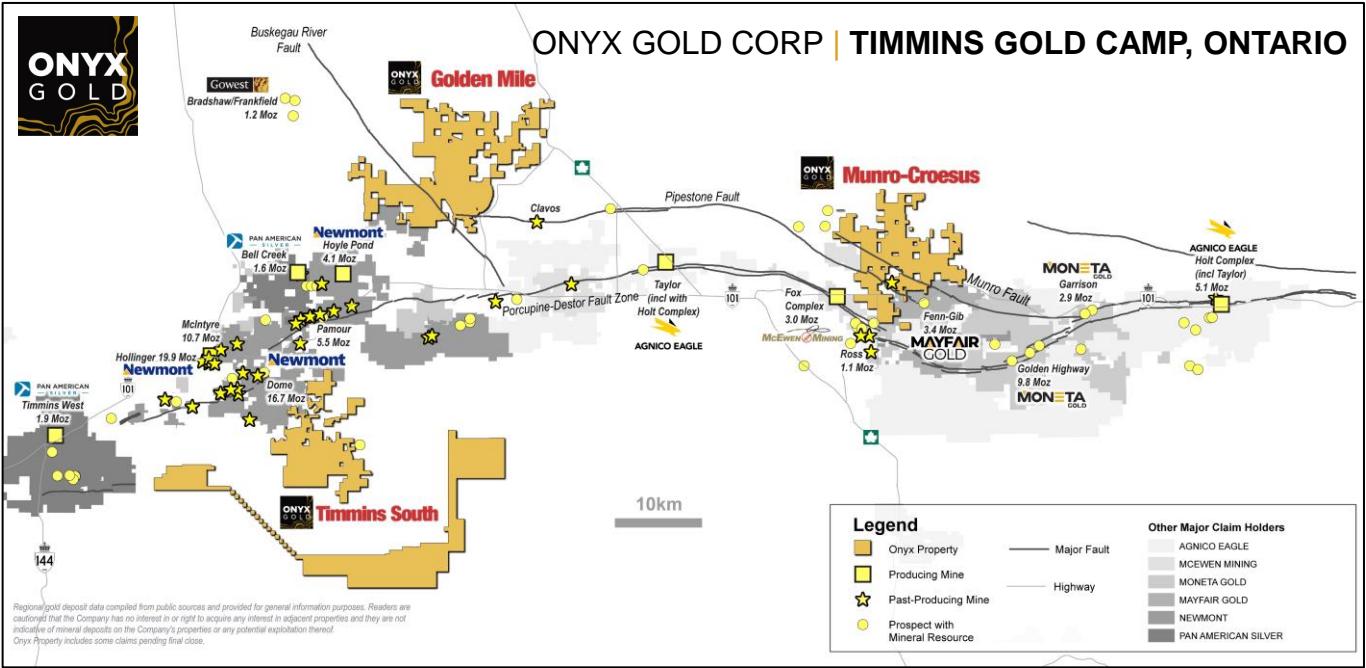 ONYX
GOLD
ONYX GOLD CORP | TIMMINS GOLD CAMP, ONTARIO
Buskegau River
Fault
Gowest
Bradshaw/Frankfield
1.2 Moz
ONYX
GOLD
Golden Mile
ONYX
GOLD
Munro-Croesus
Clavos
Pipestone Fault
PAN AMERICAN
SILVER
Bell Creek
1.6 Moz
Newmont
Hoyle Pond
4.1 Moz
AGNICO EAGLE
Holt Complex
(incl Taylor)
5.1 Moz
MONETA
GOLD
Garrison
2.9 Moz
Munro Fault
101
Taylor
(incl with
Holt Complex)
AGNICO EAGLE
101
Porcupine-Destor Fault Zone
Fox
Complex
3.0 Moz
McEWEN MINING
Fenn-Gib
3.4 Moz
MAYFAIR
GOLD
Ross
1.1 Moz
Golden Highway
9.8 Moz
MONETA
GOLD
McIntyre
10.7 Moz
Pamour
5.5 Moz
Hollinger 19.9 Moz
Newmont
Newmont
Dome
16.7 Moz
PAN AMERICAN
SILVER
101
Timmins West
1.9 Moz
ONYX
GOLD
Timmins South
10km
144
Legend
Onyx Property
Producing Mine
Past-Producing Mine
Prospect with
Mineral Resource
Major Fault
Highway
Other Major Claim Holders
AGNICO EAGLE
MCEWEN MINING
MONETA GOLD
MAYFAIR GOLD
NEWMONT
PAN AMERICAN SILVER
Regional gold deposit data compiled from public sources and provided for general information purposes. Readers are
cautioned that the Company has no interest in or right to acquire any interest in adjacent properties and they are not
indicative of mineral deposits on the Company's properties or any potential exploitation thereof.
Onyx Property includes some claims pending final close.